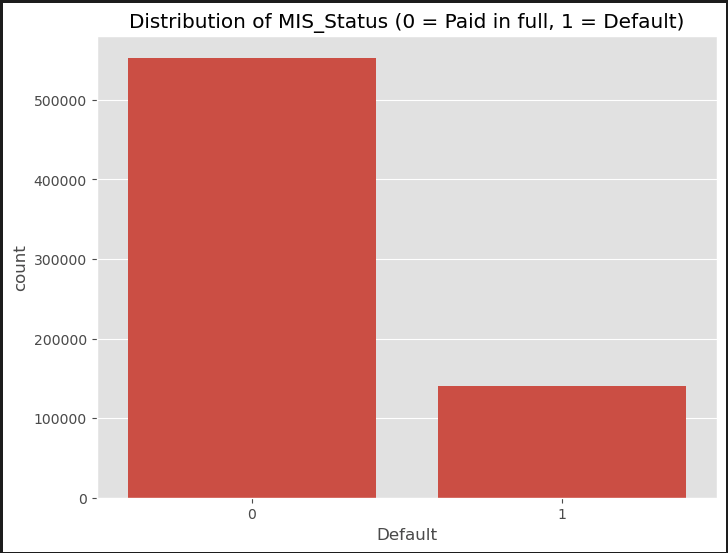 Distribution of MIS_Status (0 = Paid in full, 1 = Default)
500000
400000
300000
200000
100000
0
count
0 1
Default